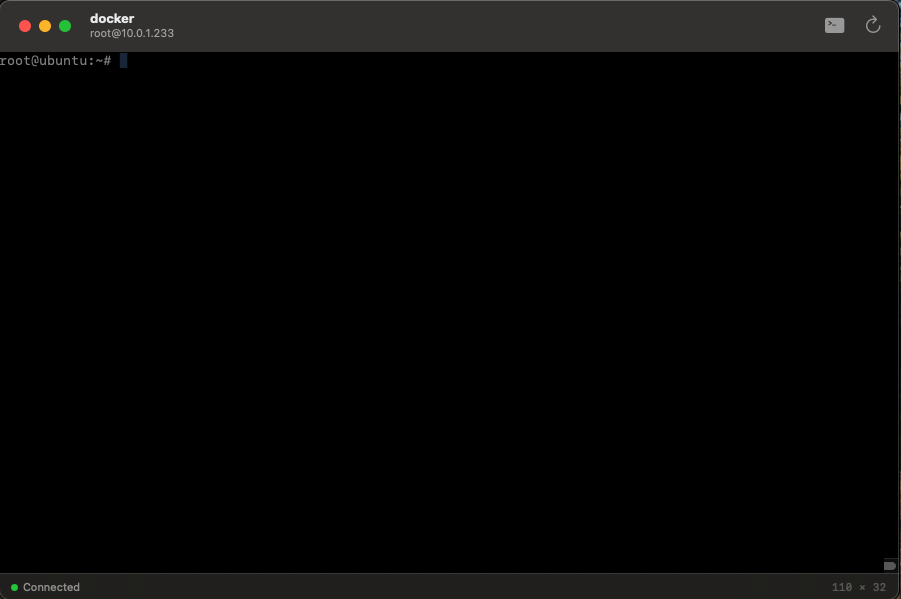 docker
root@10.0.1.233
root@ubuntu:~#
Connected
110 × 32